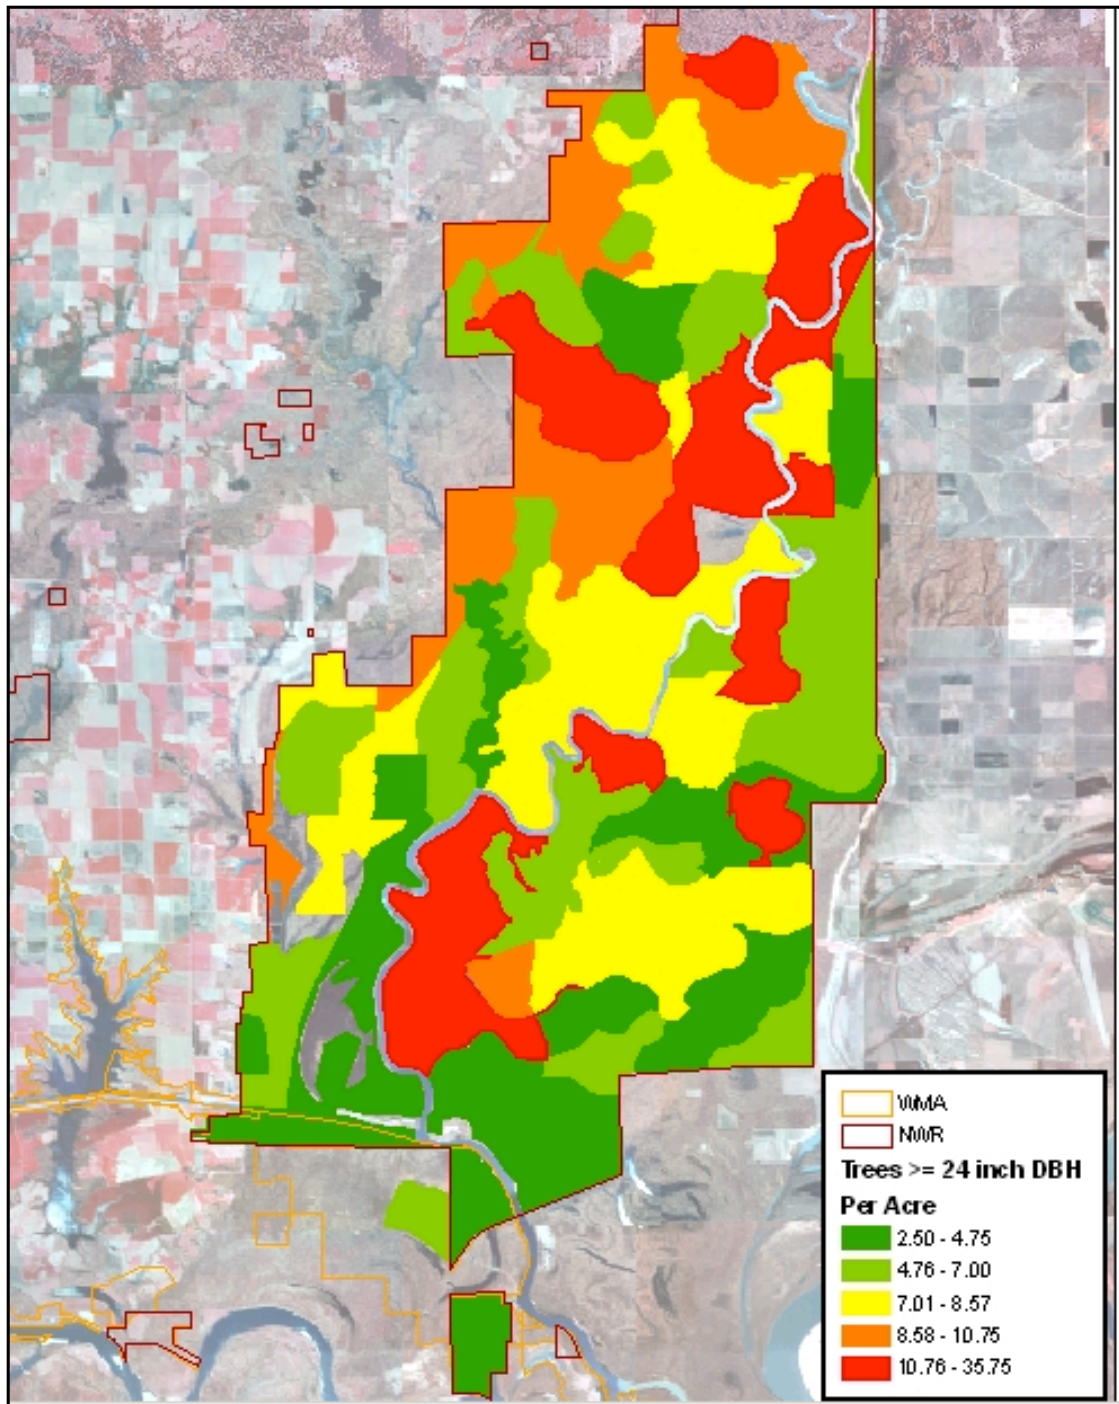 WMA
NWR
Trees >= 24 inch DBH
Per Acre
2.50 - 4.75
4.76 - 7.00
7.01 - 8.57
8.58 - 10.75
10.76 - 35.75